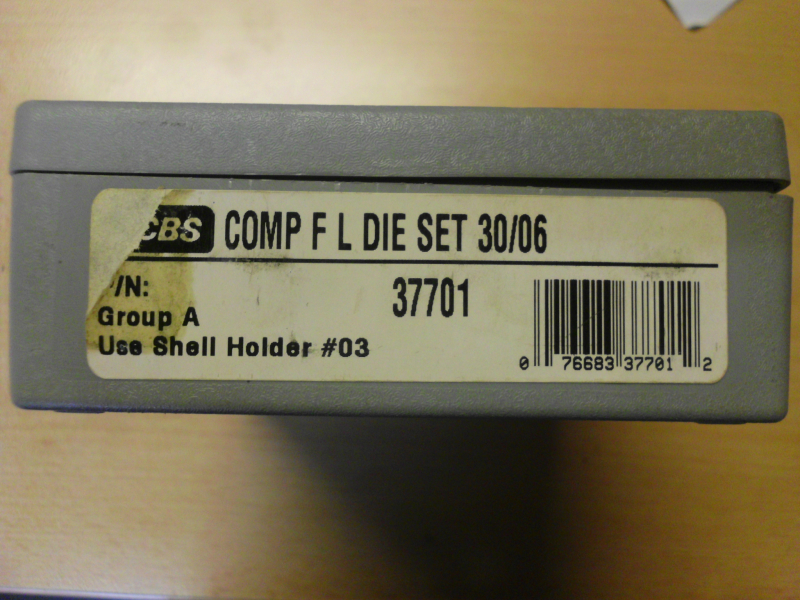 CBS COMP F L DIE SET 30/06
/N: 37701
Group A
Use Shell Holder #03
0 76683 37701 2